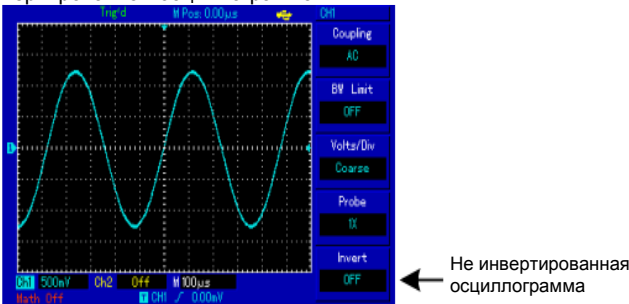 Trig'd M Pos: 0.00µs CH1
Coupling
AC
BW Limit
OFF
Volts/Div
Coarse
Probe
1X
Invert
OFF
Не инвертированная
осциллограмма
1
CH1 500mV Ch2 Off M 100µs
Math Off T CH1 0.00mV